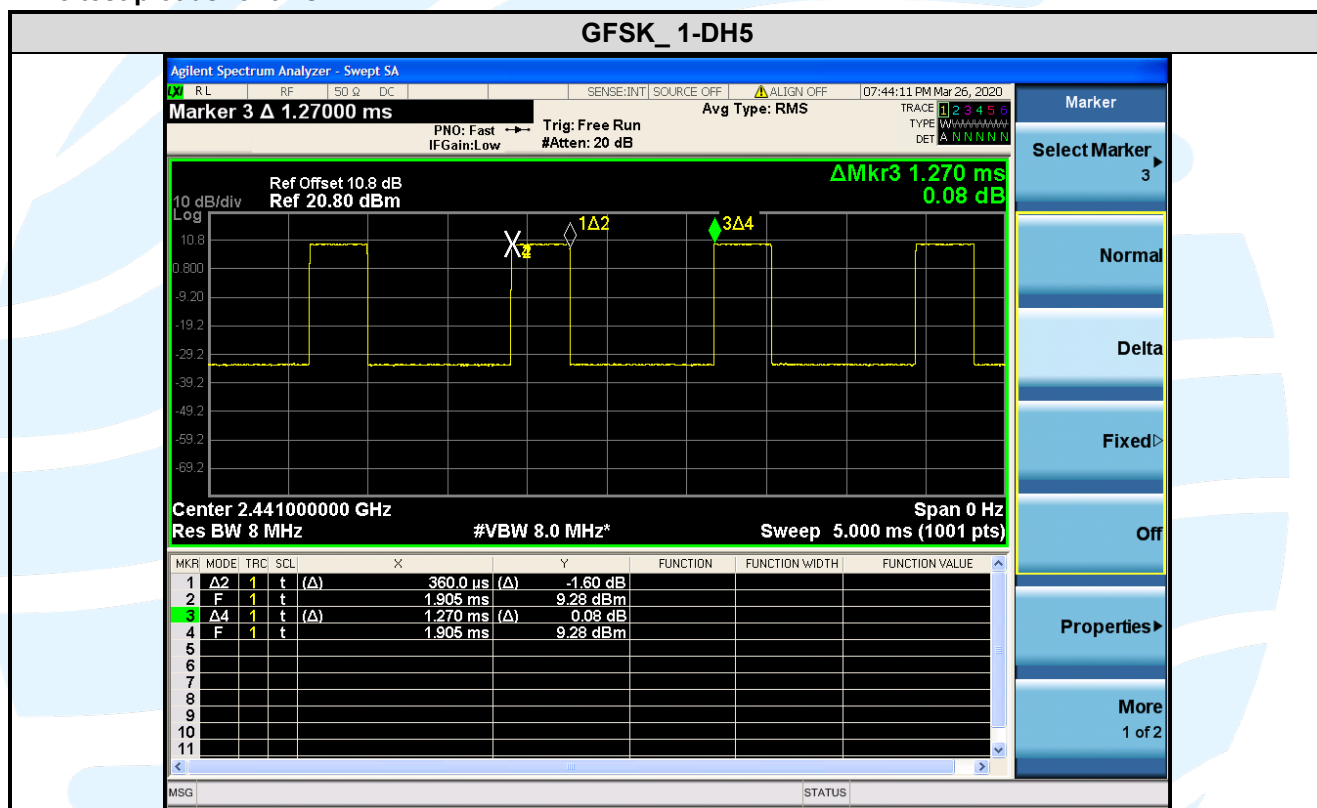 GFSK_ 1-DH5
Agilent Spectrum Analyzer - Swept SA
LXI RL RF 50 Ω DC SENSE:INT SOURCE OFF ALIGN OFF 07:44:11 PM Mar 26, 2020
Marker 3 Δ 1.27000 ms
PNO: Fast
IFGain:Low
Trig: Free Run
#Atten: 20 dB
Avg Type: RMS
TRACE 1 2 3 4 5 6
TYPE WWWWWW
DET A N N N N N
ΔMkr3 1.270 ms
0.08 dB
Ref Offset 10.8 dB
10 dB/div Ref 20.80 dBm
Log
1Δ2
3Δ4
10.8
0.800
-9.20
-19.2
-29.2
-39.2
-49.2
-59.2
-69.2
Center 2.441000000 GHz Span 0 Hz
Res BW 8 MHz #VBW 8.0 MHz* Sweep 5.000 ms (1001 pts)
MKR MODE TRC SCL X Y FUNCTION FUNCTION WIDTH FUNCTION VALUE
1 Δ2 1 t (Δ) 360.0 µs (Δ) -1.60 dB
2 F 1 t 1.905 ms 9.28 dBm
3 Δ4 1 t (Δ) 1.270 ms (Δ) 0.08 dB
4 F 1 t 1.905 ms 9.28 dBm
5
6
7
8
9
10
11
MSG STATUS
Marker
Select Marker
3
Normal
Delta
Fixed
Off
Properties
More
1 of 2